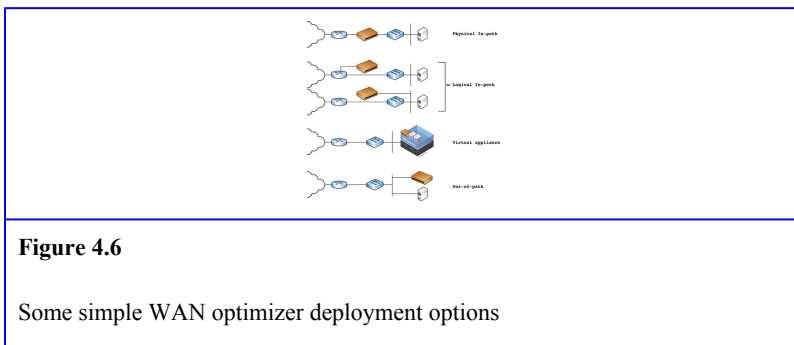 Physical In-path
Logical In-path
Virtual appliance
Out-of-path
Figure 4.6
Some simple WAN optimizer deployment options